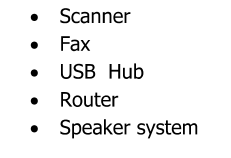 • Scanner
• Fax
• USB  Hub
• Router
• Speaker system